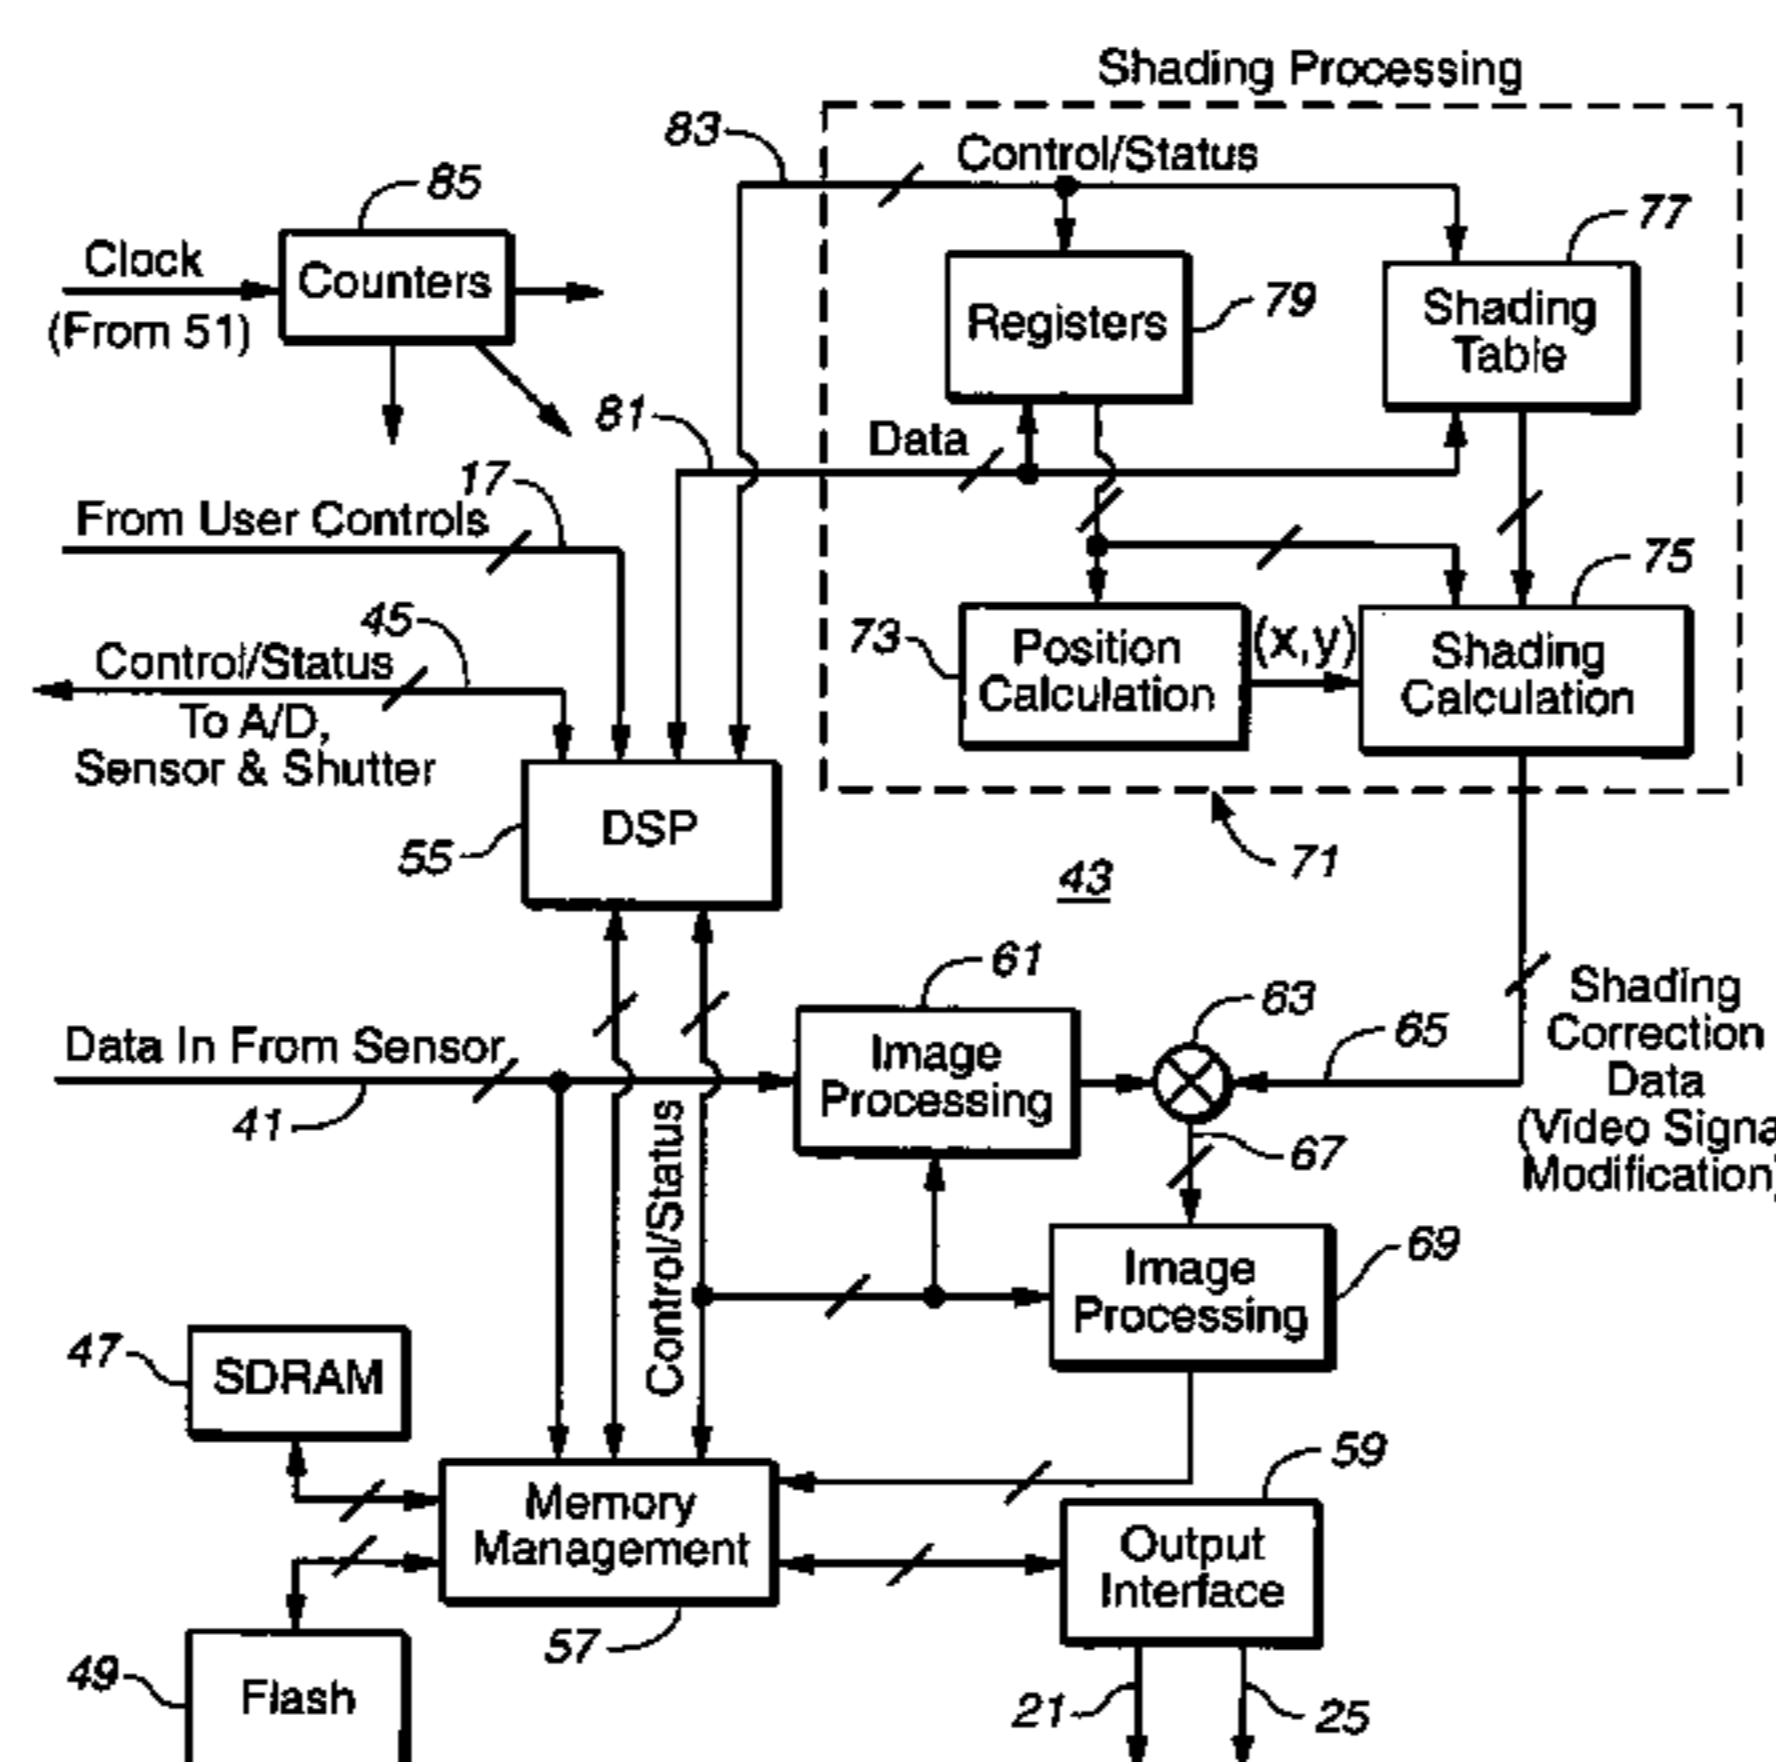 Shading Processing
83
Control/Status
85
77
Clock
Counters
(From 51)
Registers
79
Shading
Table
81
Data
17
From User Controls
75
45
Control/Status
To A/D,
Sensor & Shutter
73
Position
Calculation
(x,y)
Shading
Calculation
DSP
55
71
43
61
63
Data In From Sensor
41
Image
Processing
65
Shading
Correction
Data
(Video Signa
Modification)
67
Control/Status
Image
Processing
69
47
SDRAM
59
Memory
Management
Output
Interface
57
49
Flash
21
25